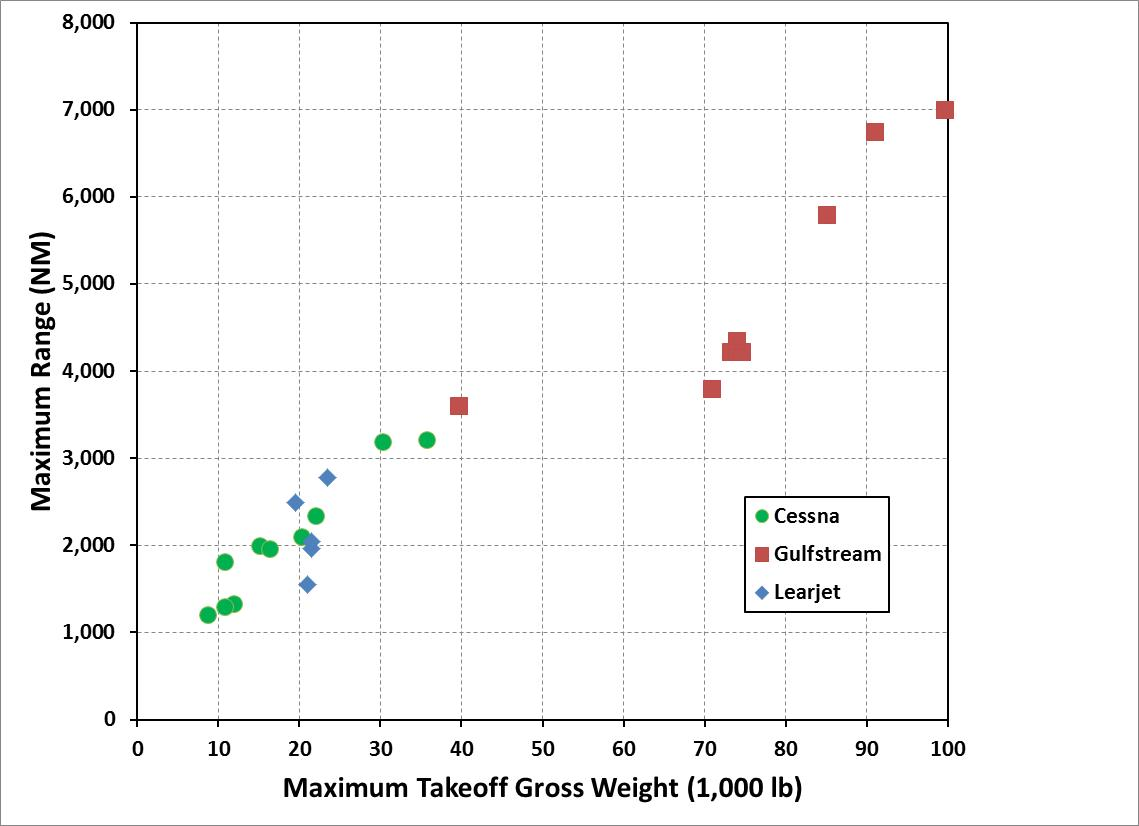 8,000
7,000
6,000
5,000
4,000
3,000
2,000
1,000
0
Maximum Range (NM)
Cessna
Gulfstream
Learjet
0 10 20 30 40 50 60 70 80 90 100
Maximum Takeoff Gross Weight (1,000 lb)